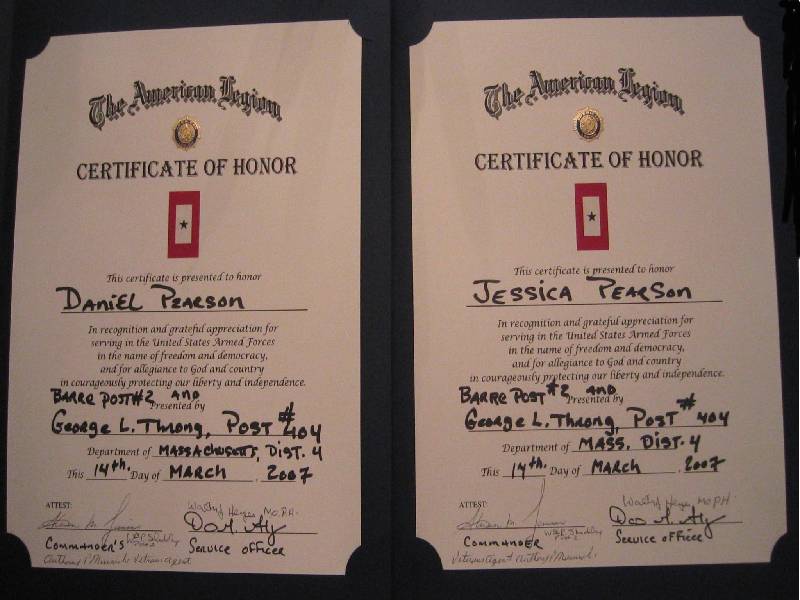 The American Legion
CERTIFICATE OF HONOR
This certificate is presented to honor
DANIEL PEARSON
In recognition and grateful appreciation for
serving in the United States Armed Forces
in the name of freedom and democracy,
and for allegiance to God and country
in courageously protecting our liberty and independence.
BARRE POST #2 AND
Presented by
George L. Throng, POST # 404
Department of MASSACHUSETTS, DIST. 4
This 14th. Day of MARCH, 2007
ATTEST:
COMMANDER'S
SERVICE OFFICER
The American Legion
CERTIFICATE OF HONOR
This certificate is presented to honor
JESSICA PEARSON
In recognition and grateful appreciation for
serving in the United States Armed Forces
in the name of freedom and democracy,
and for allegiance to God and country
in courageously protecting our liberty and independence.
BARRE POST #2 AND
Presented by
George L. Throng, POST # 404
Department of MASS. DIST. 4
This 14th. Day of MARCH, 2007
ATTEST:
COMMANDER
SERVICE OFFICER